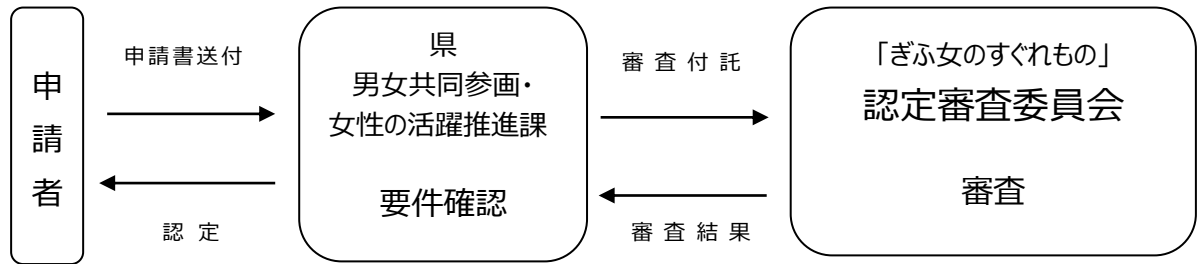 申請者
申請書送付
認定
県
男女共同参画・
女性の活躍推進課
要件確認
審査付託
審査結果
「ぎふ女のすぐれもの」
認定審査委員会
審査